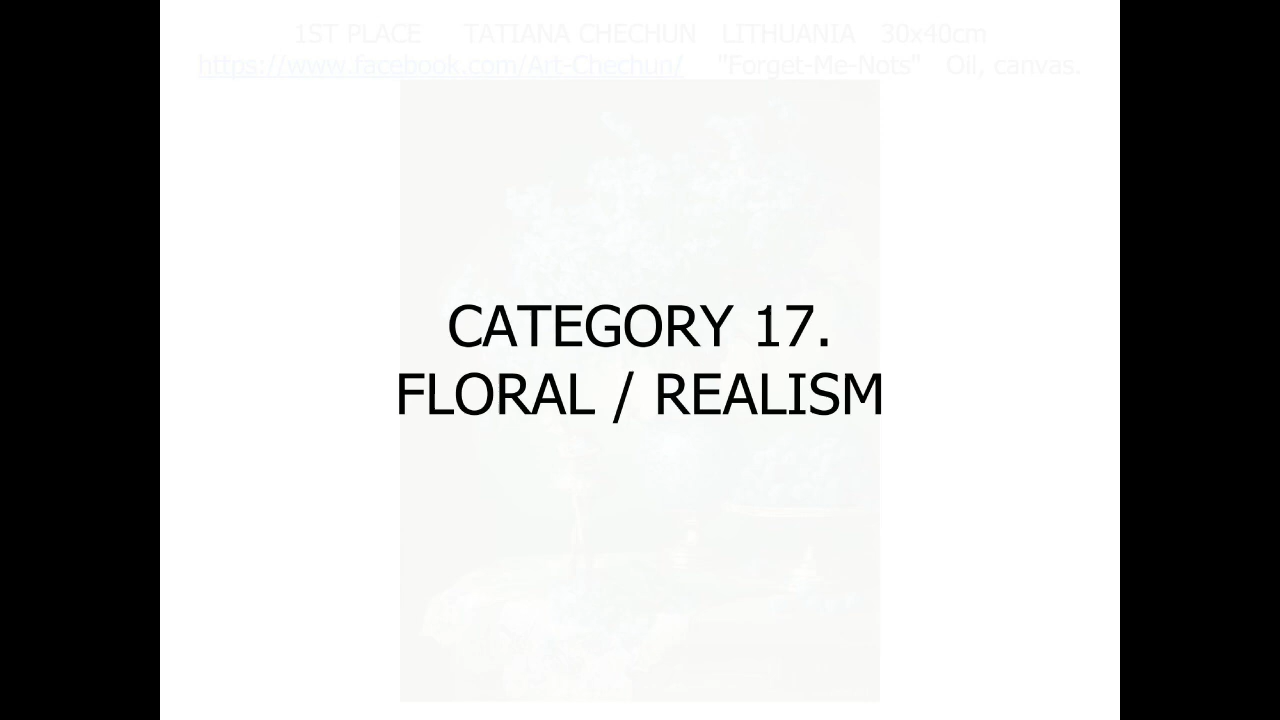 1ST PLACE TATIANA CHECHUN LITHUANIA 30x40cm
https://www.facebook.com/Art-Chechun/ "Forget-Me-Nots" Oil, canvas.
CATEGORY 17.
FLORAL / REALISM